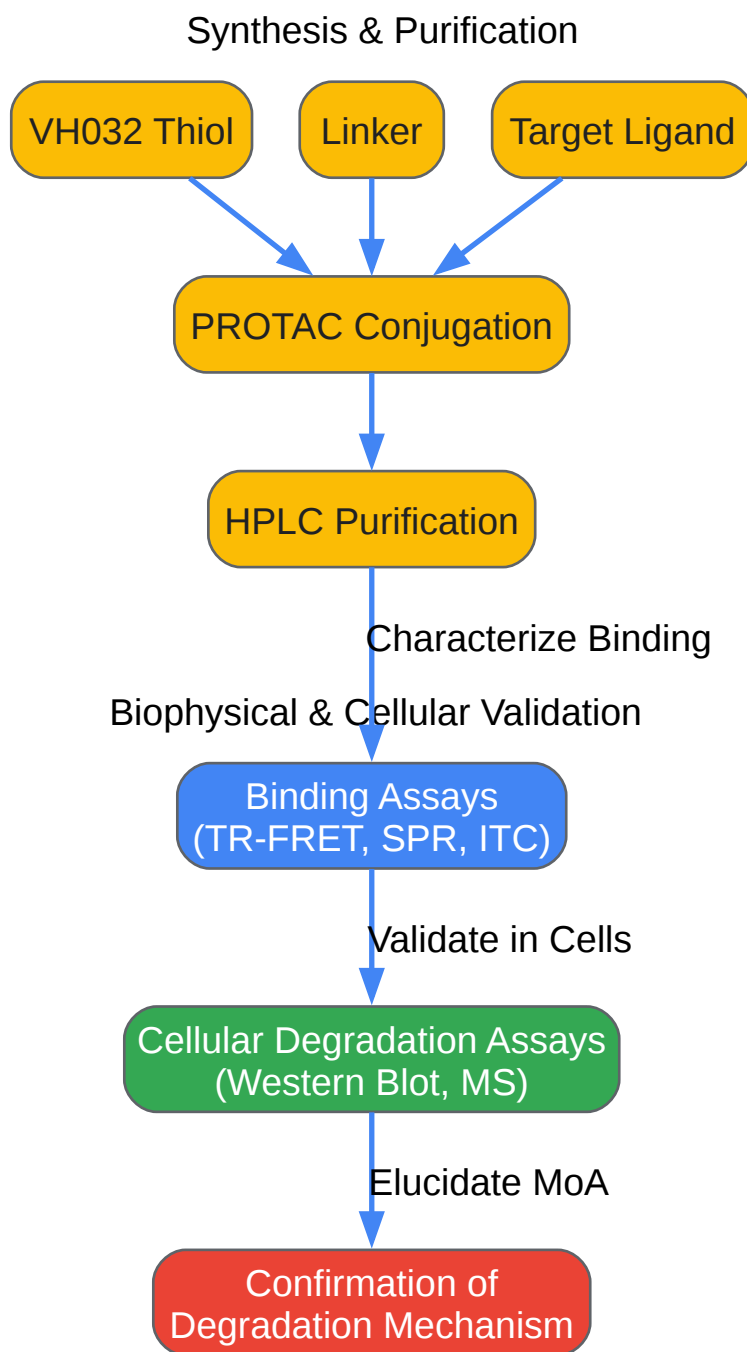 Synthesis & Purification
VH032 Thiol
Linker
Target Ligand
PROTAC Conjugation
HPLC Purification
Characterize Binding
Biophysical & Cellular Validation
Binding Assays
(TR-FRET, SPR, ITC)
Validate in Cells
Cellular Degradation Assays
(Western Blot, MS)
Elucidate MoA
Confirmation of
Degradation Mechanism